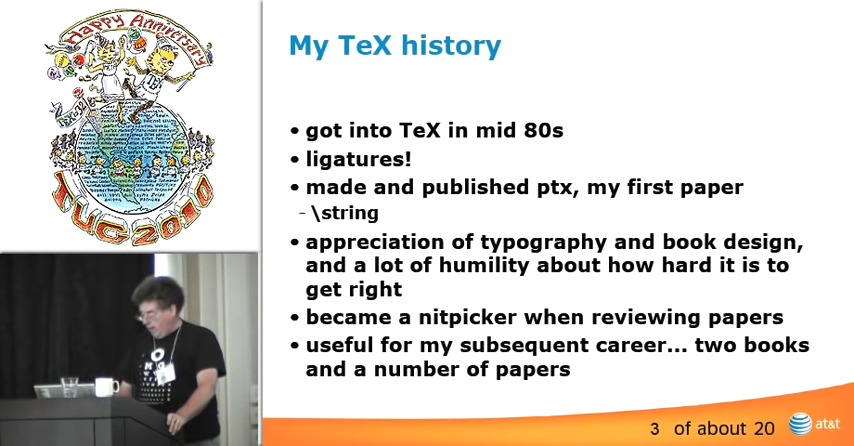 Happy Anniversary
TUG 2010
My TeX history
• got into TeX in mid 80s
• ligatures!
• made and published ptx, my first paper
- \string
• appreciation of typography and book design,
and a lot of humility about how hard it is to
get right
• became a nitpicker when reviewing papers
• useful for my subsequent career... two books
and a number of papers
3 of about 20
at&t